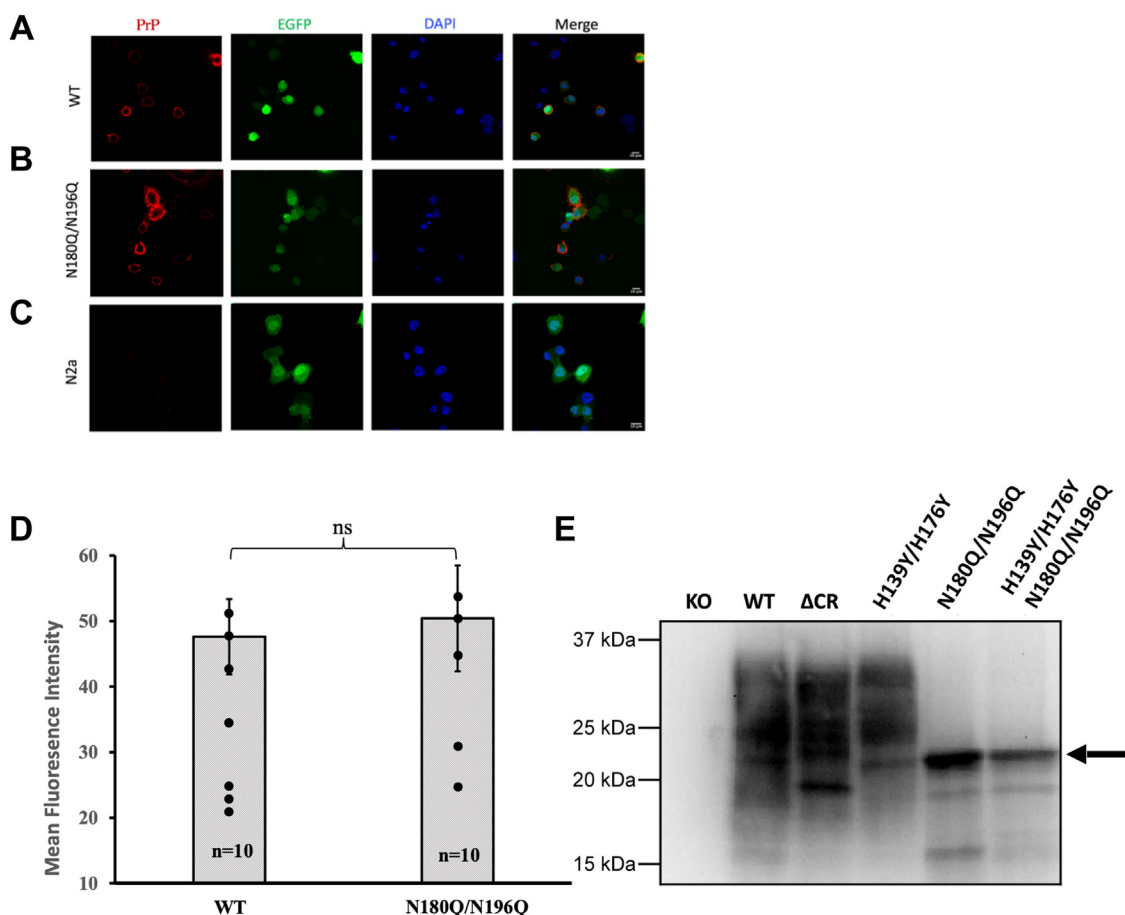 A
PrP EGFP DAPI Merge
WT
B
N180Q/N196Q
C
N2a
D
ns
Mean Fluoresence Intensity
60
50
40
30
20
10
n=10 n=10
WT N180Q/N196Q
E
KO WT ΔCR H139Y/H176Y N180Q/N196Q H139Y/H176Y
N180Q/N196Q
37 kDa
25 kDa
20 kDa
15 kDa